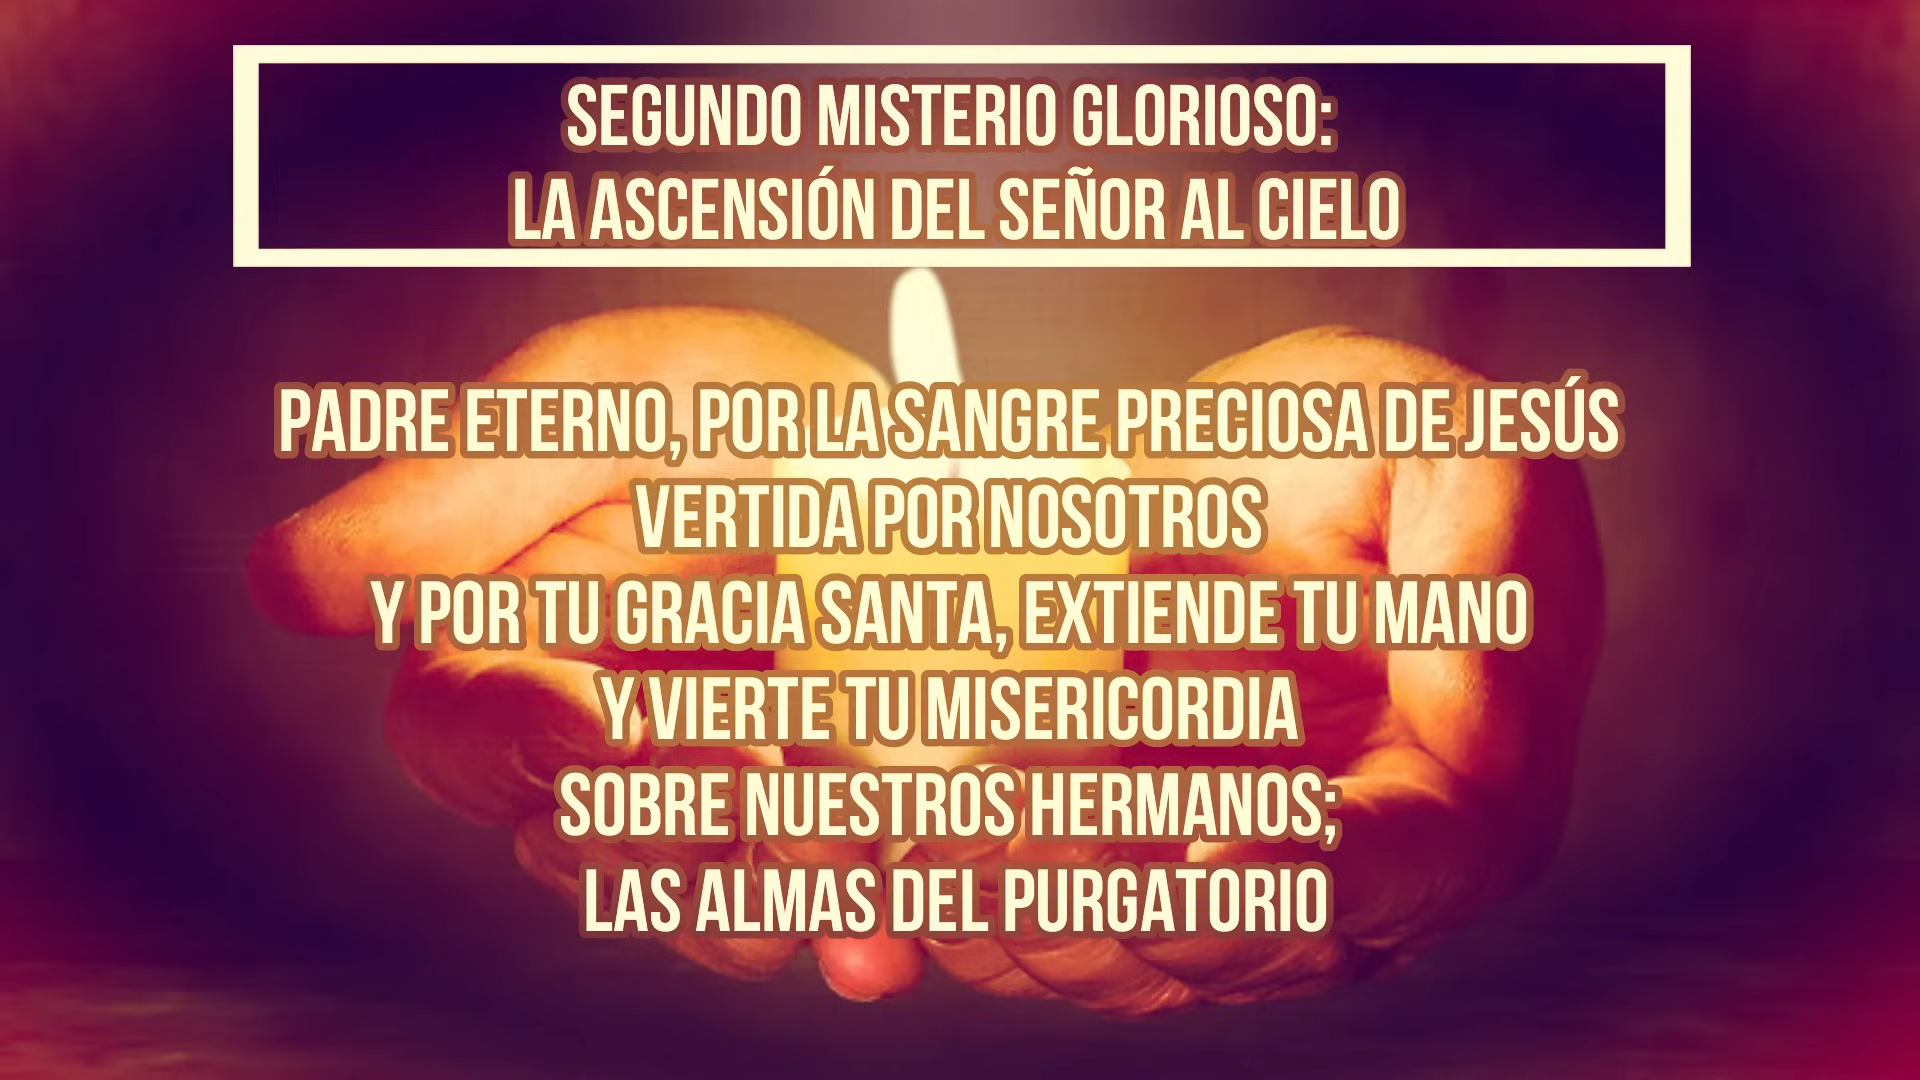 SEGUNDO MISTERIO GLORIOSO:
LA ASCENSIÓN DEL SEÑOR AL CIELO
PADRE ETERNO, POR LA SANGRE PRECIOSA DE JESÚS
VERTIDA POR NOSOTROS
Y POR TU GRACIA SANTA, EXTIENDE TU MANO
Y VIERTE TU MISERICORDIA
SOBRE NUESTROS HERMANOS;
LAS ALMAS DEL PURGATORIO